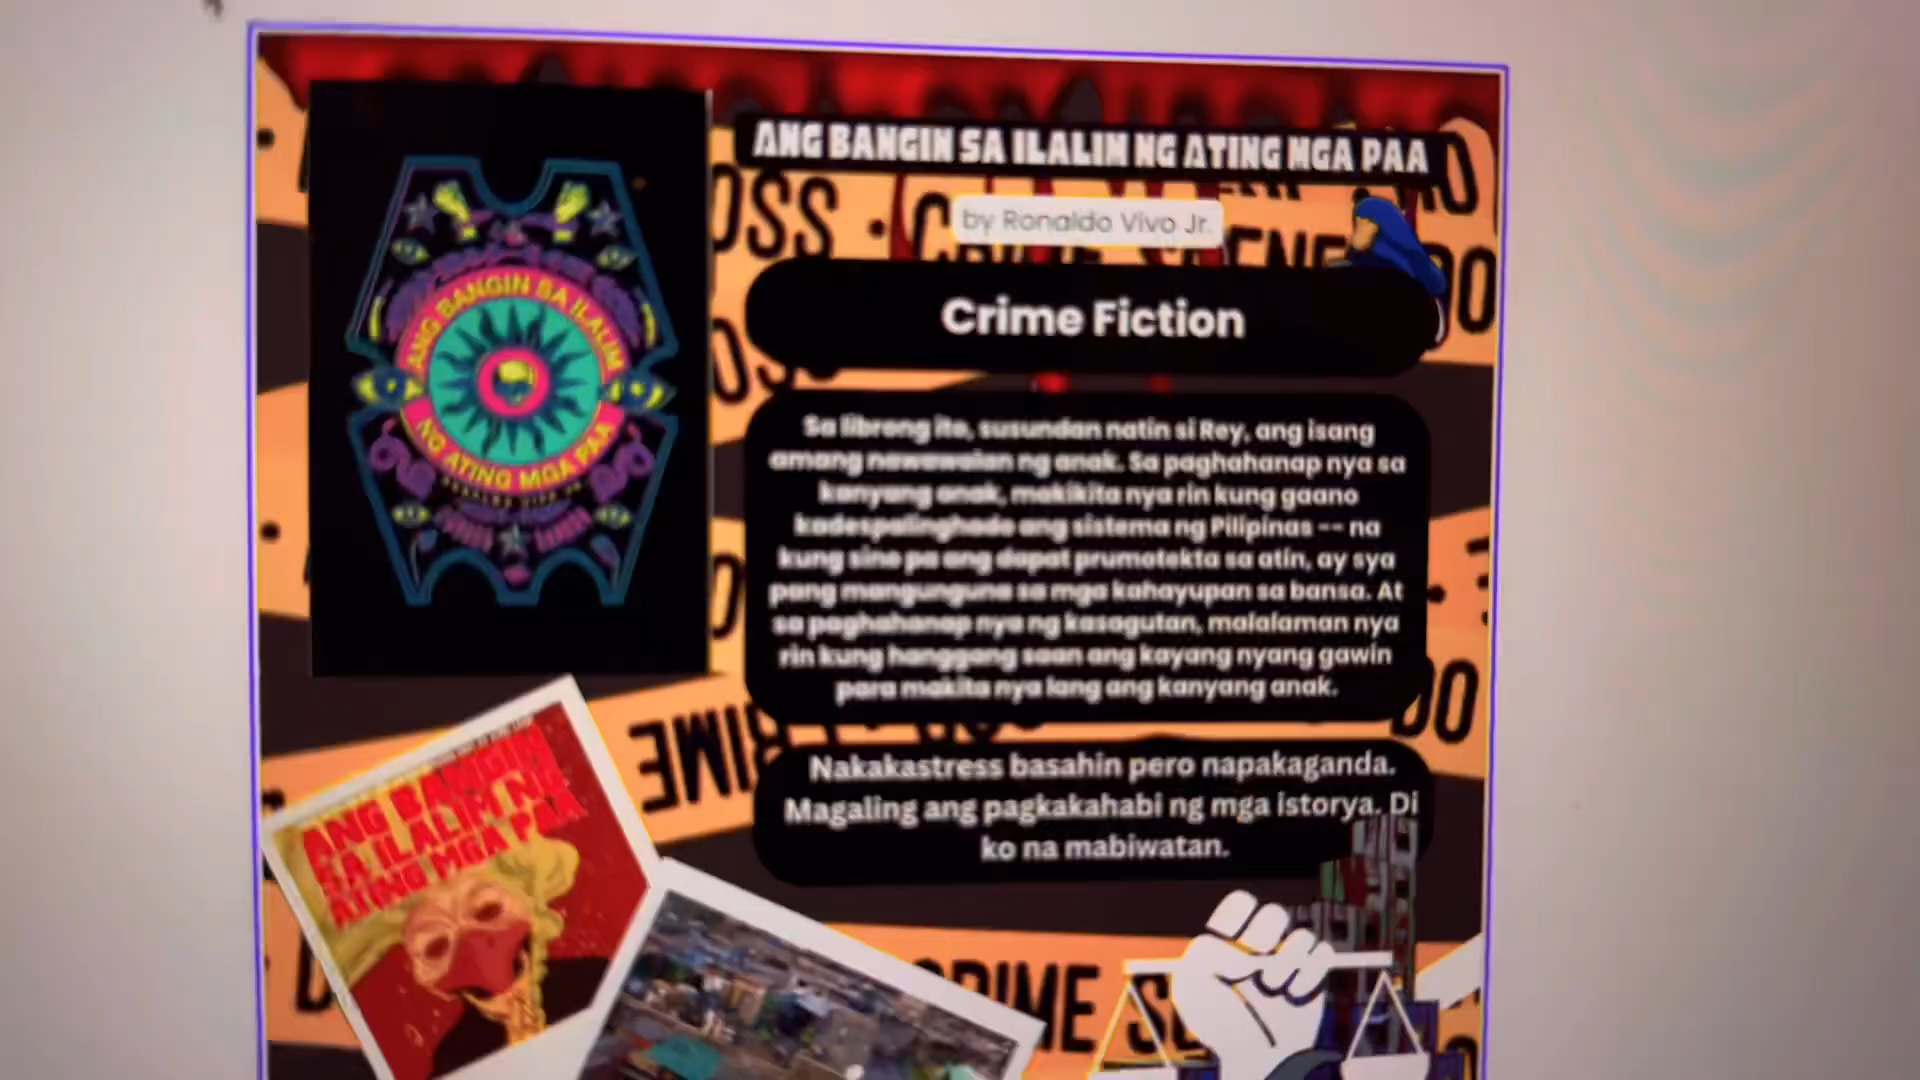 ANG BANGIN SA ILALIM NG ATING MGA PAA
by Ronaldo Vivo Jr.
Crime Fiction
Sa librong ito, susundan natin si Rey, ang isang
amang nawawalan ng anak. Sa paghahanap nya sa
kanyang anak, makikita nya rin kung gaano
kadespalinghado ang sistema ng Pilipinas -- na
kung sino pa ang dapat prumotekta sa atin, ay sya
pang mangunguna sa mga kahayupan sa bansa. At
sa paghahanap nya ng kasagutan, malalaman nya
rin kung hanggang saan ang kayang nyang gawin
para makita nya lang ang kanyang anak.
Nakakastress basahin pero napakaganda.
Magaling ang pagkakahabi ng mga istorya. Di
ko na mabiwatan.
ANG BANGIN SA ILALIM
NG ATING MGA PAA
ANG BANGIN
SA ILALIM NG
ATING MGA PAA
OSS • CRIME SCENE DO
CRIME
CRIME SC